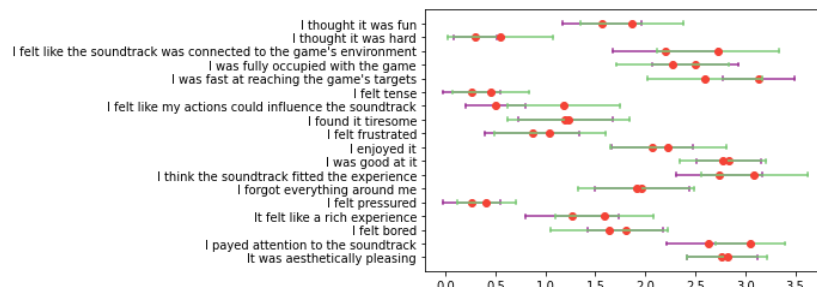 I thought it was fun
I thought it was hard
I felt like the soundtrack was connected to the game's environment
I was fully occupied with the game
I was fast at reaching the game's targets
I felt tense
I felt like my actions could influence the soundtrack
I found it tiresome
I felt frustrated
I enjoyed it
I was good at it
I think the soundtrack fitted the experience
I forgot everything around me
I felt pressured
It felt like a rich experience
I felt bored
I payed attention to the soundtrack
It was aesthetically pleasing
0.0 0.5 1.0 1.5 2.0 2.5 3.0 3.5